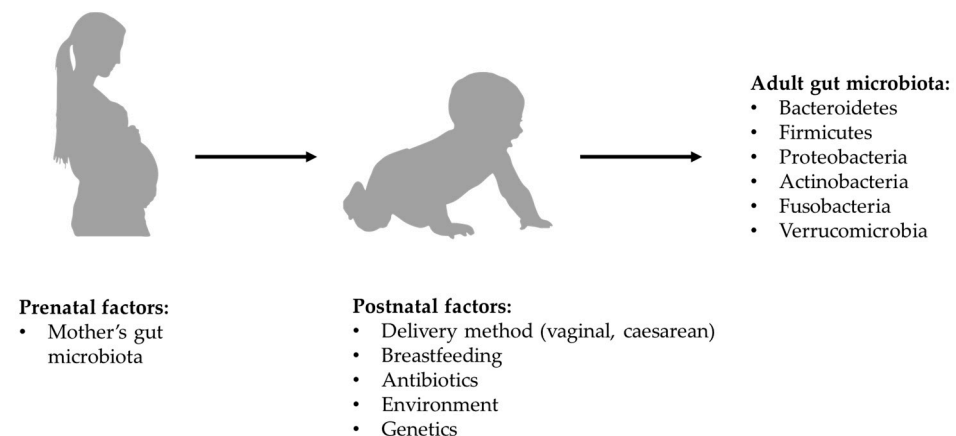 Adult gut microbiota:
• Bacteroidetes
• Firmicutes
• Proteobacteria
• Actinobacteria
• Fusobacteria
• Verrucomicrobia
Prenatal factors:
• Mother's gut
microbiota
Postnatal factors:
• Delivery method (vaginal, caesarean)
• Breastfeeding
• Antibiotics
• Environment
• Genetics